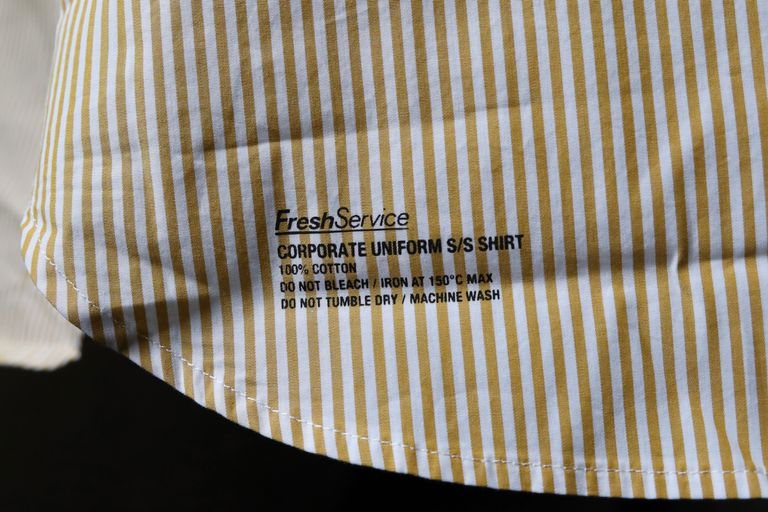 FreshService
CORPORATE UNIFORM S/S SHIRT
100% COTTON
DO NOT BLEACH / IRON AT 150°C MAX
DO NOT TUMBLE DRY / MACHINE WASH